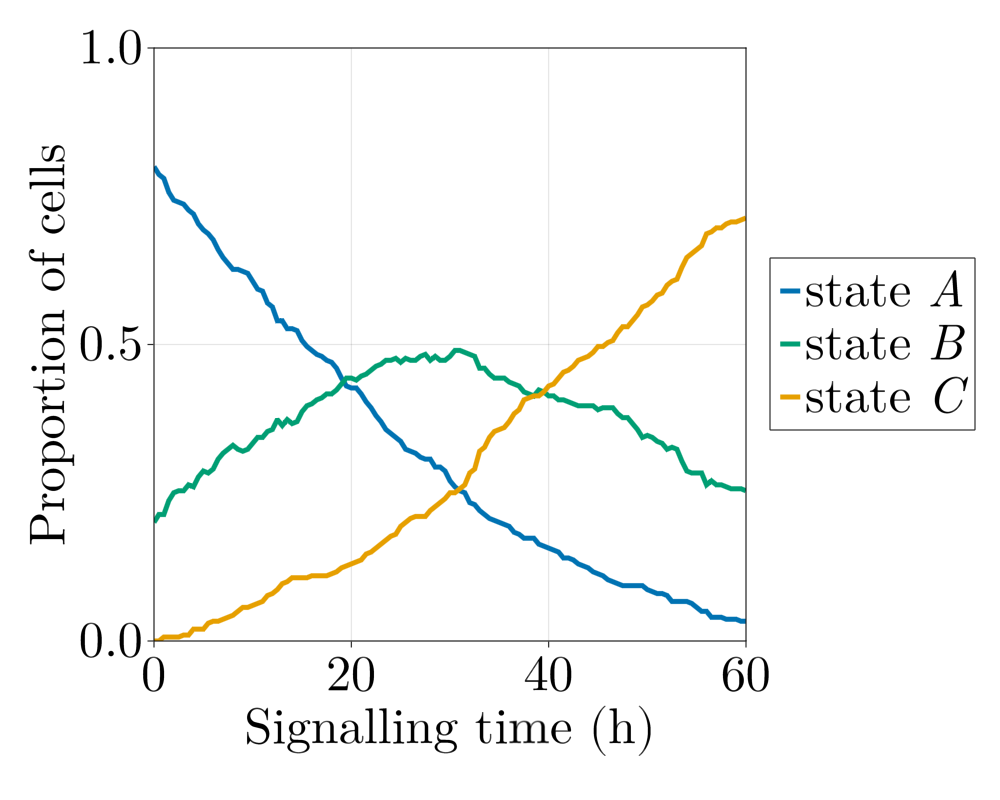 1.0
0.5
0.0
0
20
40
60
Proportion of cells
Signalling time (h)
state A
state B
state C